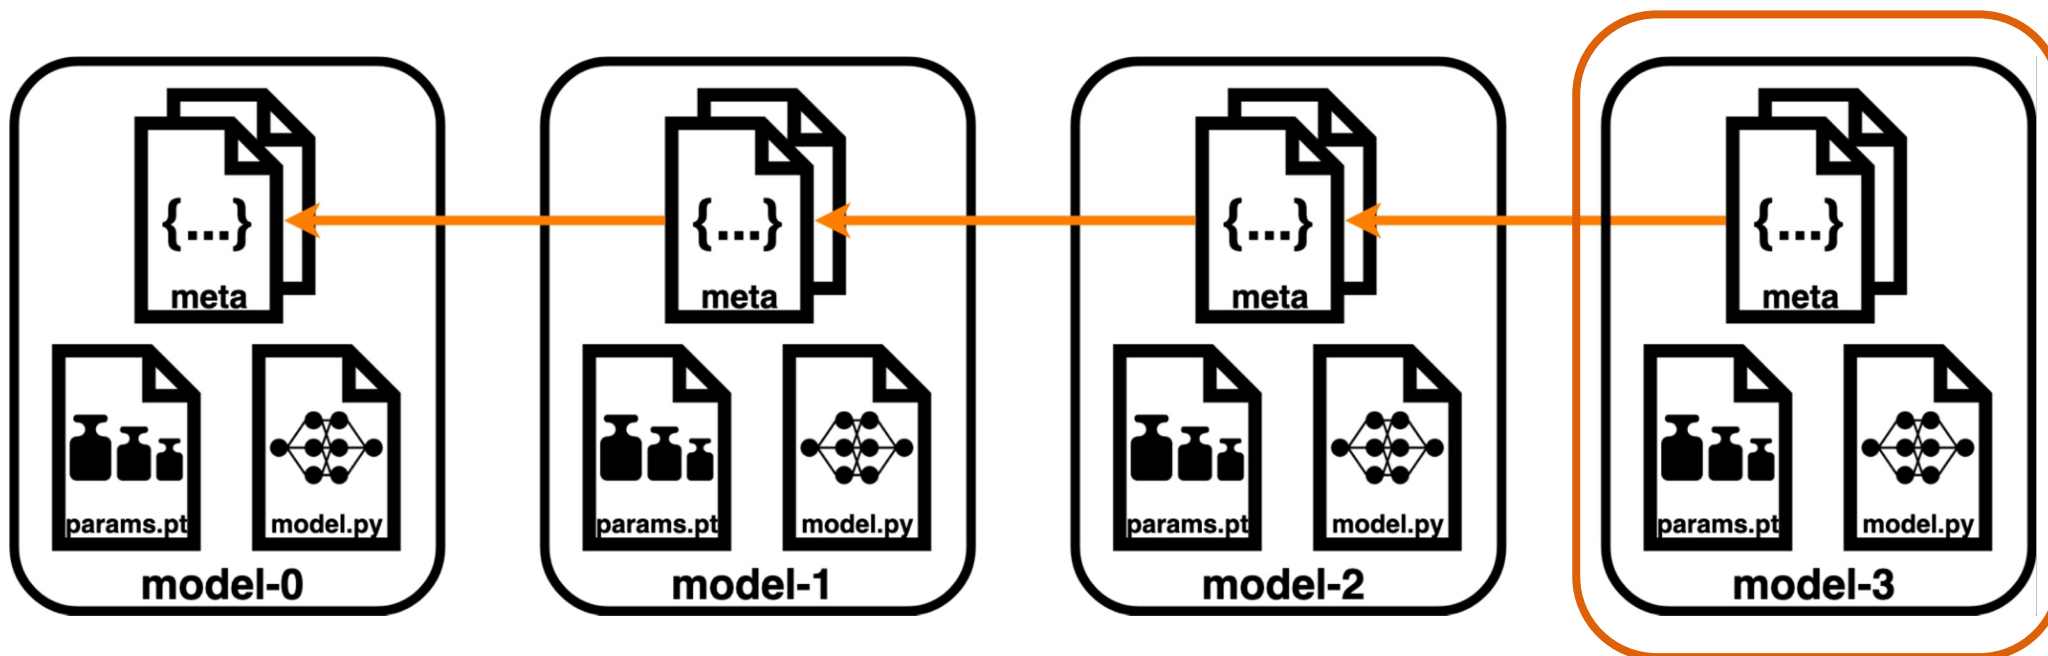 {...}
meta
params.pt
model.py
model-0
{...}
meta
params.pt
model.py
model-1
{...}
meta
params.pt
model.py
model-2
{...}
meta
params.pt
model.py
model-3